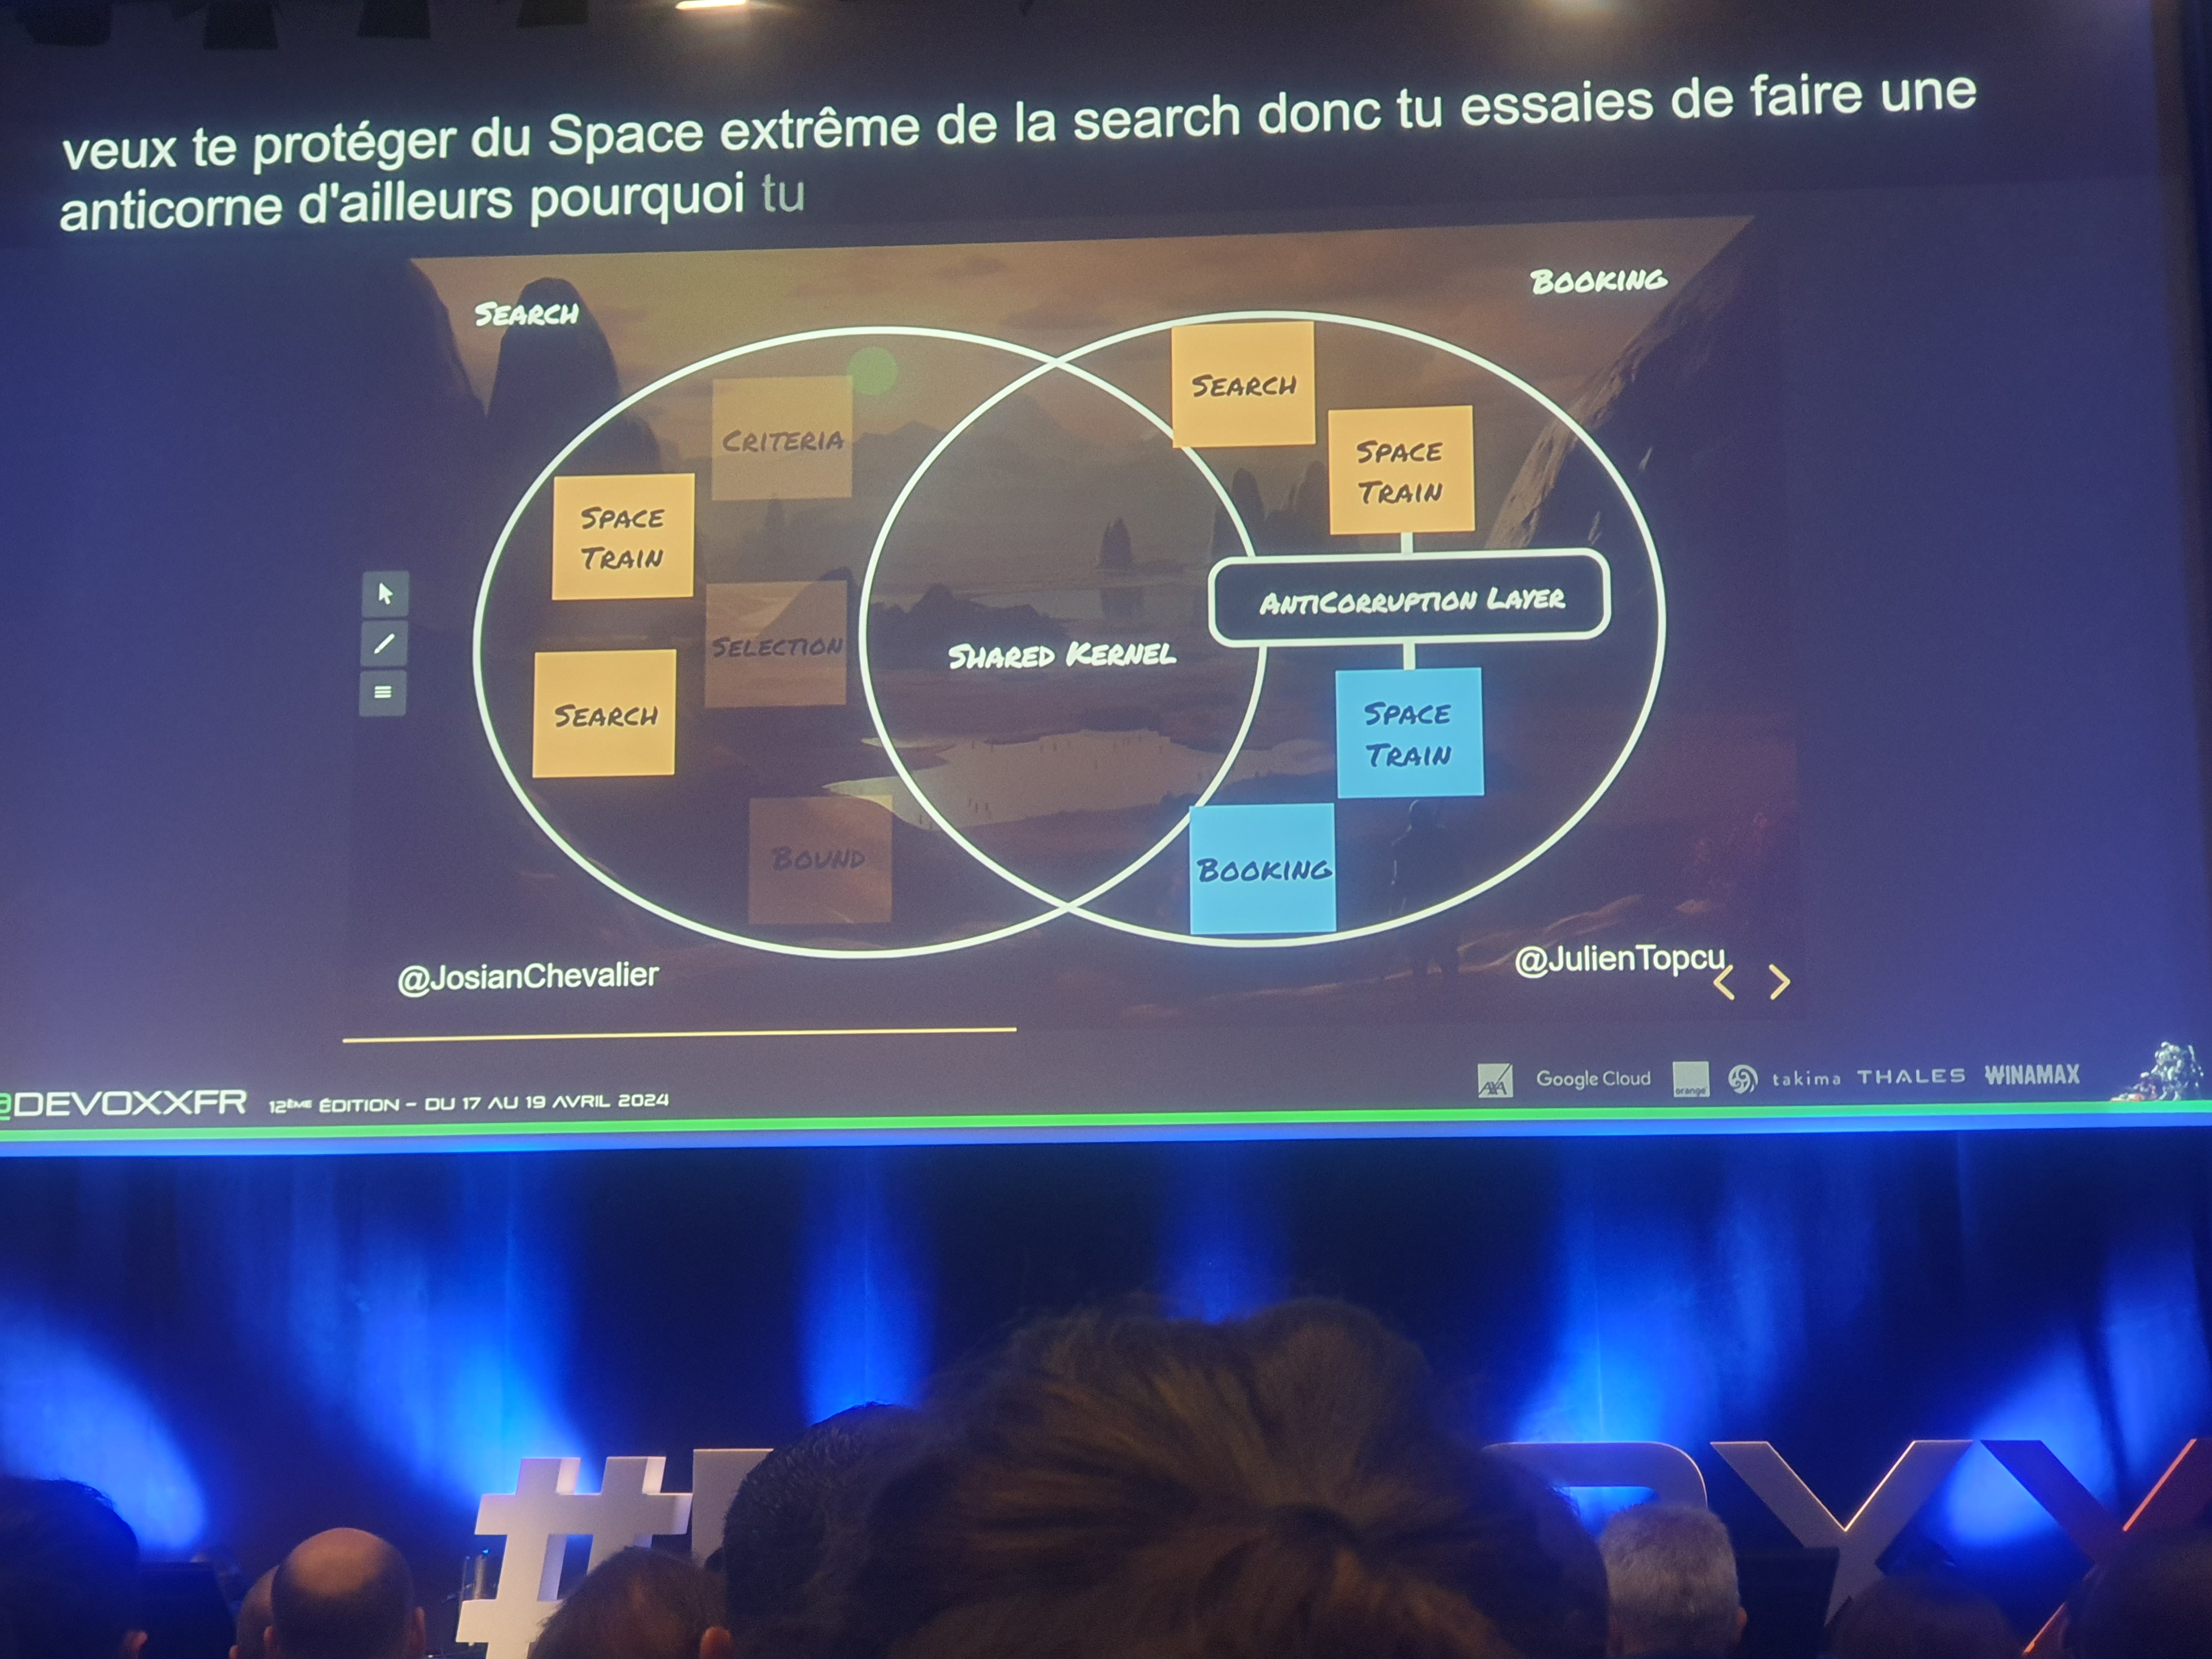 veux te protéger du Space extrême de la search donc tu essaies de faire une
anticorne d'ailleurs pourquoi tu
SEARCH
BOOKING
SEARCH
CRITERIA
SPACE
TRAIN
SPACE
TRAIN
ANTICORRUPTION LAYER
SELECTION
SHARED KERNEL
SEARCH
SPACE
TRAIN
BOUND
BOOKING
@JosianChevalier
@JulienTopcu
@DEVOXXFR
12ÈME ÉDITION - DU 17 AU 19 AVRIL 2024
AXA
Google Cloud
orange
takima
THALES
WINAMAX